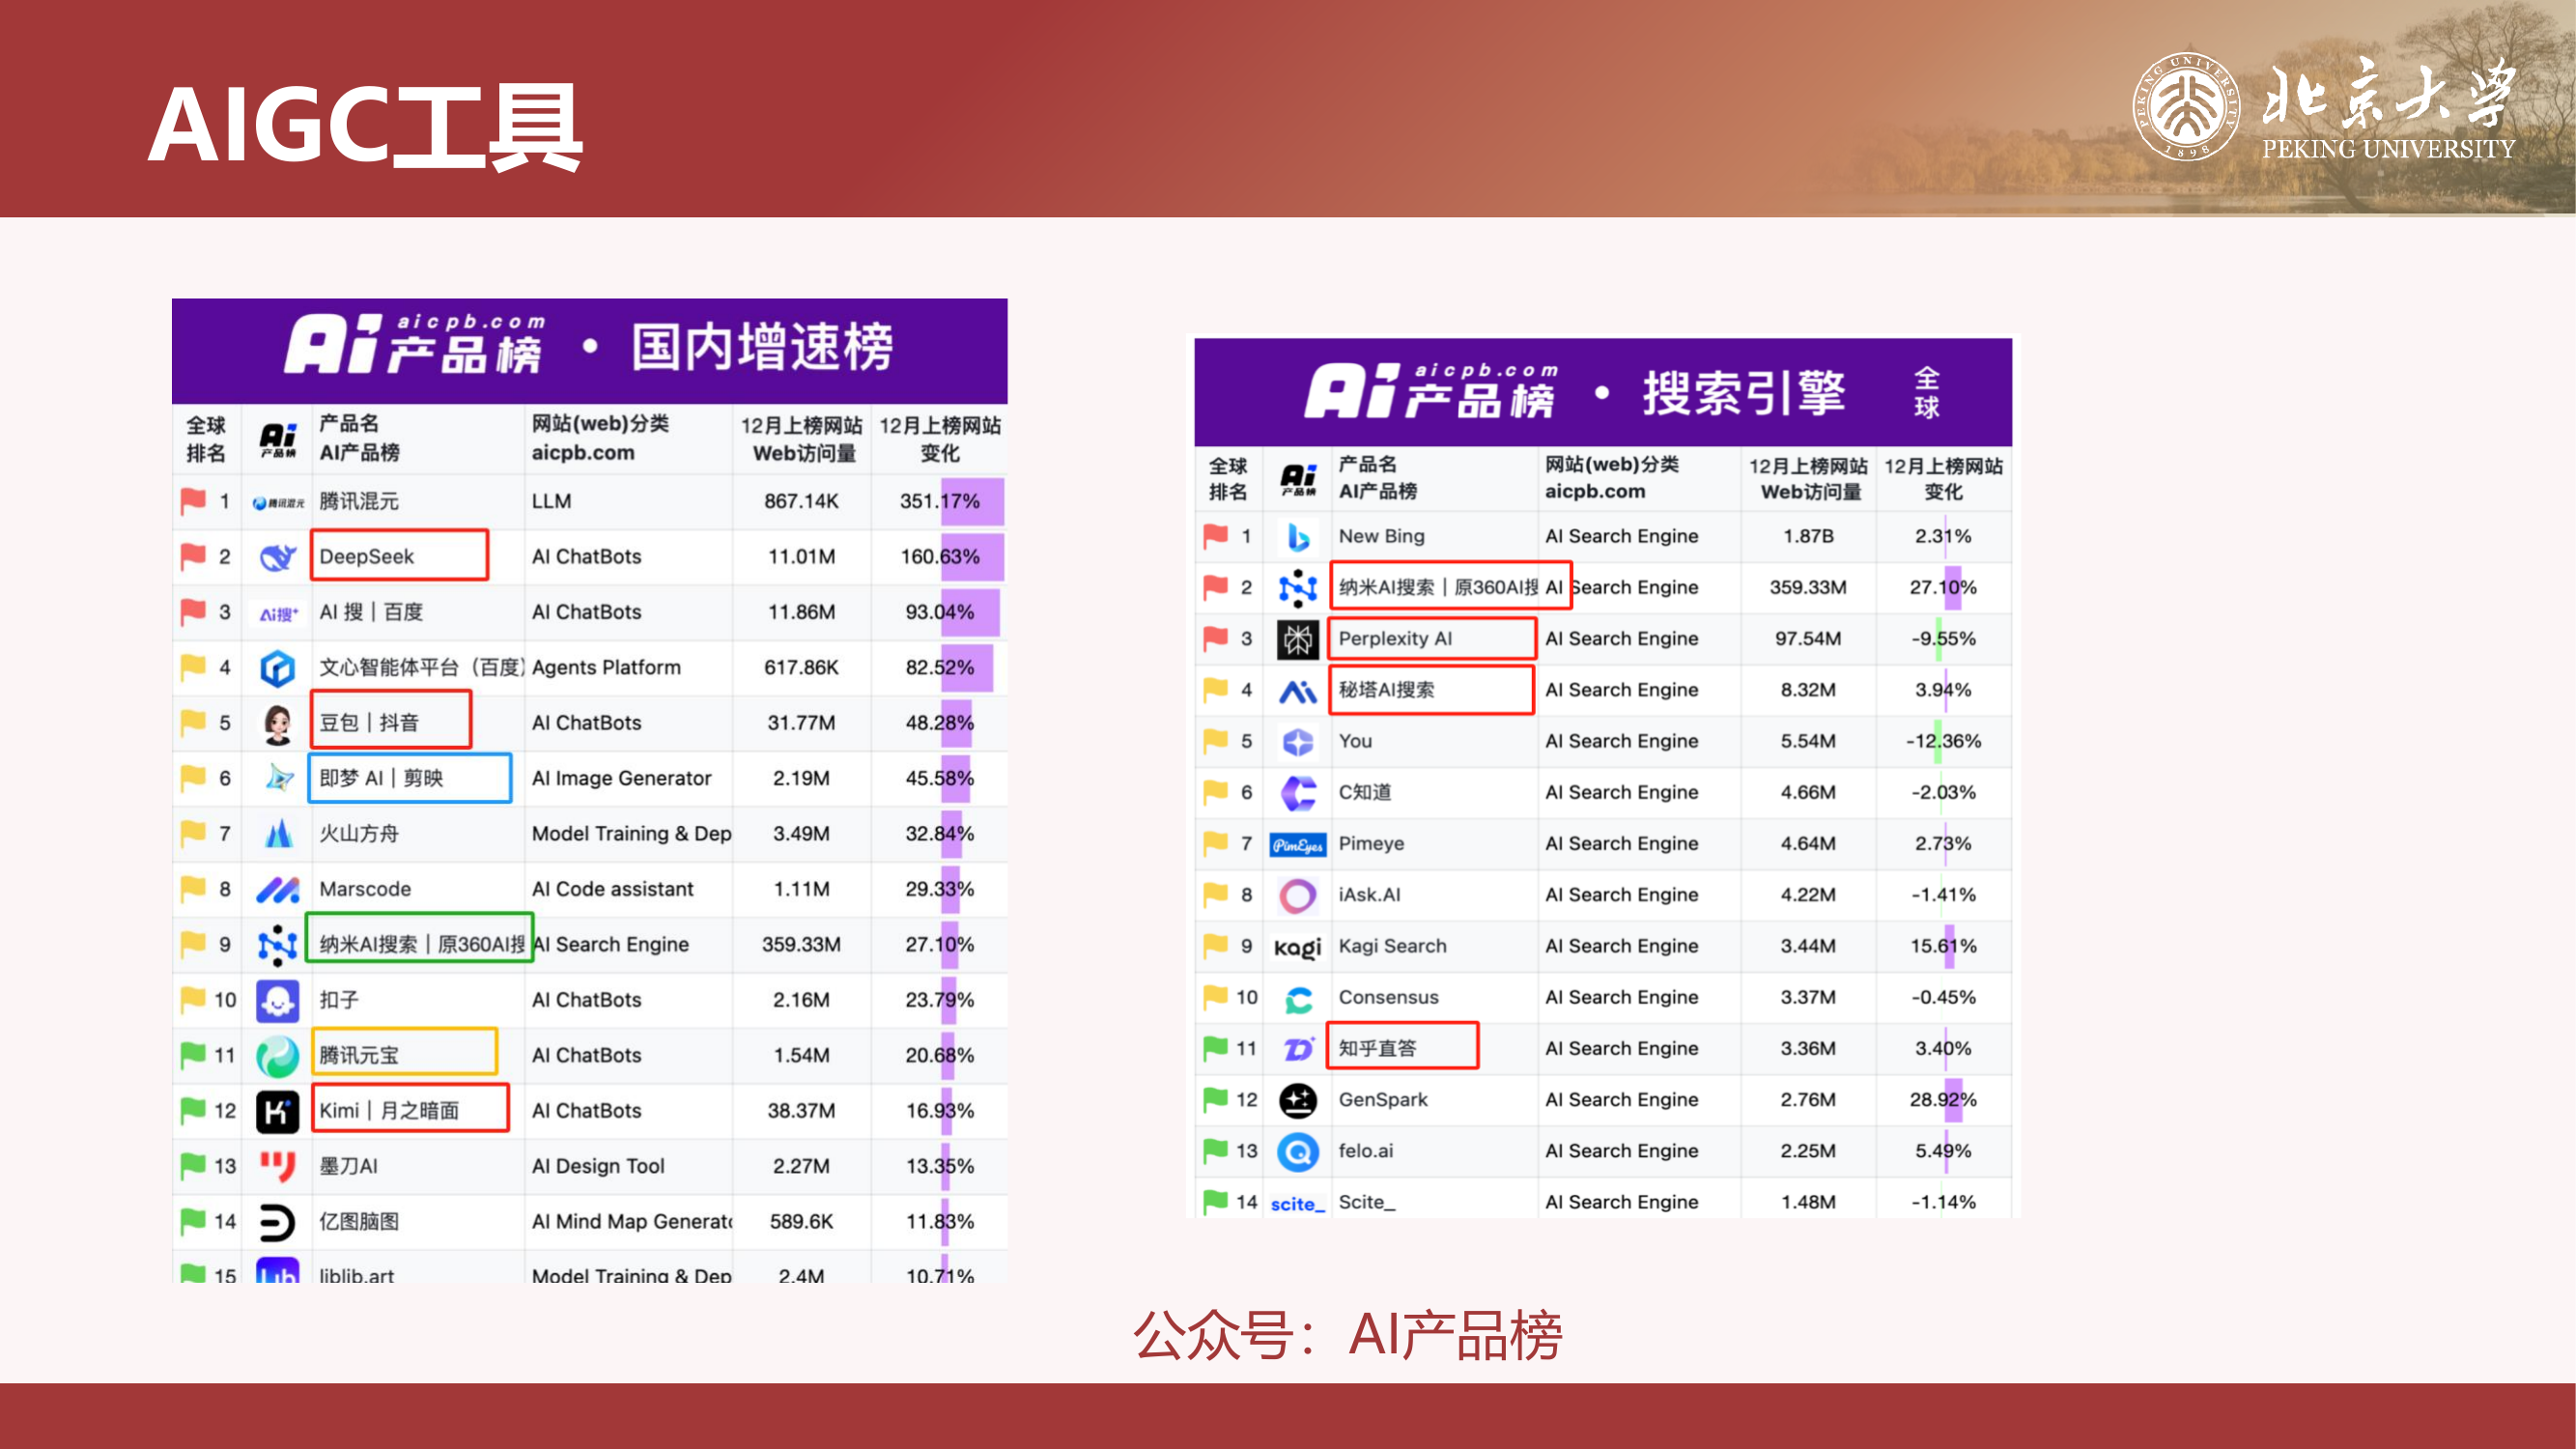 AIGC工具
PEKING UNIVERSITY
1898
北京大学
PEKING UNIVERSITY
Ai产品榜 aicpb.com · 国内增速榜
全球排名 Ai产品榜 产品名 AI产品榜 网站(web)分类 aicpb.com 12月上榜网站 Web访问量 12月上榜网站 变化
1 腾讯混元 腾讯混元 LLM 867.14K 351.17%
2 DeepSeek AI ChatBots 11.01M 160.63%
3 Ai搜+ AI 搜｜百度 AI ChatBots 11.86M 93.04%
4 文心智能体平台（百度） Agents Platform 617.86K 82.52%
5 豆包｜抖音 AI ChatBots 31.77M 48.28%
6 即梦 AI｜剪映 AI Image Generator 2.19M 45.58%
7 火山方舟 Model Training & Dep 3.49M 32.84%
8 Marscode AI Code assistant 1.11M 29.33%
9 纳米AI搜索｜原360AI搜 AI Search Engine 359.33M 27.10%
10 扣子 AI ChatBots 2.16M 23.79%
11 腾讯元宝 AI ChatBots 1.54M 20.68%
12 Kimi｜月之暗面 AI ChatBots 38.37M 16.93%
13 墨刀AI AI Design Tool 2.27M 13.35%
14 亿图脑图 AI Mind Map Generato 589.6K 11.83%
15 Lib liblib.art Model Training & Dep 2.4M 10.71%
Ai产品榜 aicpb.com · 搜索引擎 全球
全球排名 Ai产品榜 产品名 AI产品榜 网站(web)分类 aicpb.com 12月上榜网站 Web访问量 12月上榜网站 变化
1 New Bing AI Search Engine 1.87B 2.31%
2 纳米AI搜索｜原360AI搜 AI Search Engine 359.33M 27.10%
3 Perplexity AI AI Search Engine 97.54M -9.55%
4 秘塔AI搜索 AI Search Engine 8.32M 3.94%
5 You AI Search Engine 5.54M -12.36%
6 C知道 AI Search Engine 4.66M -2.03%
7 PimEyes Pimeye AI Search Engine 4.64M 2.73%
8 iAsk.AI AI Search Engine 4.22M -1.41%
9 kagi Kagi Search AI Search Engine 3.44M 15.61%
10 Consensus AI Search Engine 3.37M -0.45%
11 知乎直答 AI Search Engine 3.36M 3.40%
12 GenSpark AI Search Engine 2.76M 28.92%
13 felo.ai AI Search Engine 2.25M 5.49%
14 scite_ Scite_ AI Search Engine 1.48M -1.14%
公众号：AI产品榜